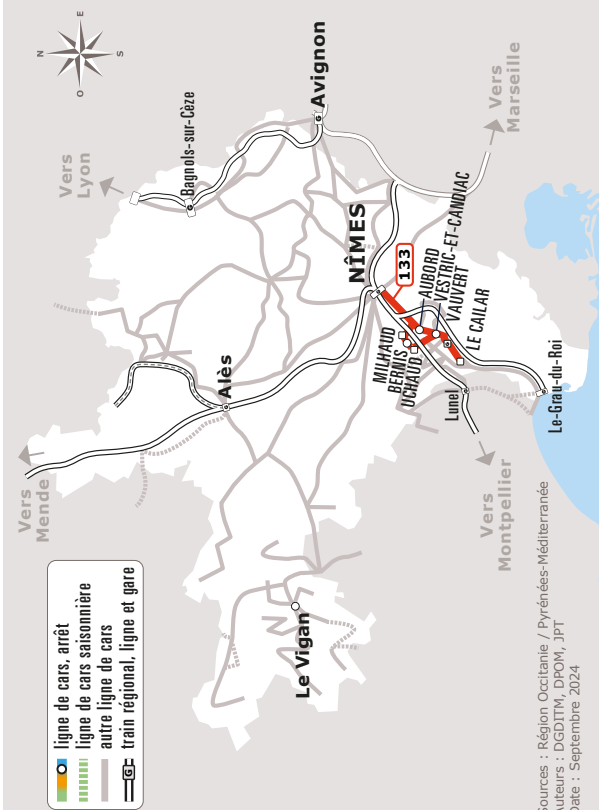 N
E
S
O
Vers
Lyon
Bagnols-sur-Cèze
Avignon
Vers
Marseille
Vers
Mende
Alès
NÎMES
133
MILHAUD
BERNIS
UCHAUD
AUBORD
VESTRIC-ET-CANDIAC
VAUVERT
LE CAILAR
Lunel
Le-Grau-du-Roi
Vers
Montpellier
Le Vigan
ligne de cars, arrêt
ligne de cars saisonnière
autre ligne de cars
G train régional, ligne et gare
Sources : Région Occitanie / Pyrénées-Méditerranée
Auteurs : DGDITM, DPOM, JPT
Date : Septembre 2024